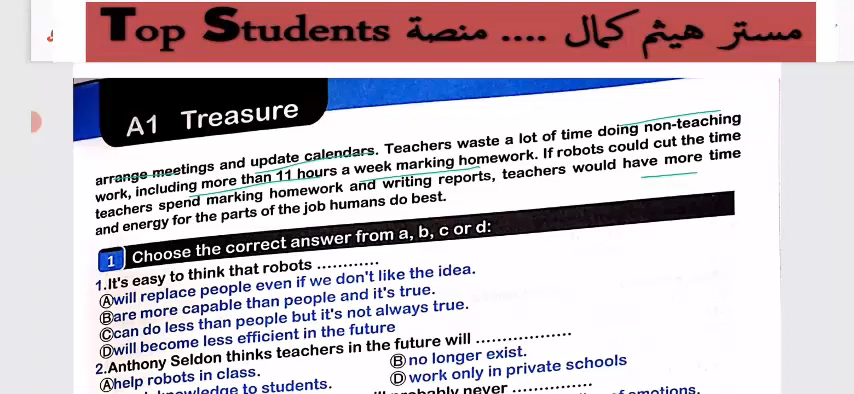 Top Students مستر هيثم كمال .... منصة
A1 Treasure
arrange meetings and update calendars. Teachers waste a lot of time doing non-teaching
work, including more than 11 hours a week marking homework. If robots could cut the time
teachers spend marking homework and writing reports, teachers would have more time
and energy for the parts of the job humans do best.
1 Choose the correct answer from a, b, c or d:
1.It's easy to think that robots ............
Ⓐwill replace people even if we don't like the idea.
Ⓑare more capable than people and it's true.
Ⓒcan do less than people but it's not always true.
Ⓓwill become less efficient in the future
2.Anthony Seldon thinks teachers in the future will ..................
Ⓐhelp robots in class. Ⓑno longer exist.
to students. Ⓓwork only in private schools
never ...............
emotions.